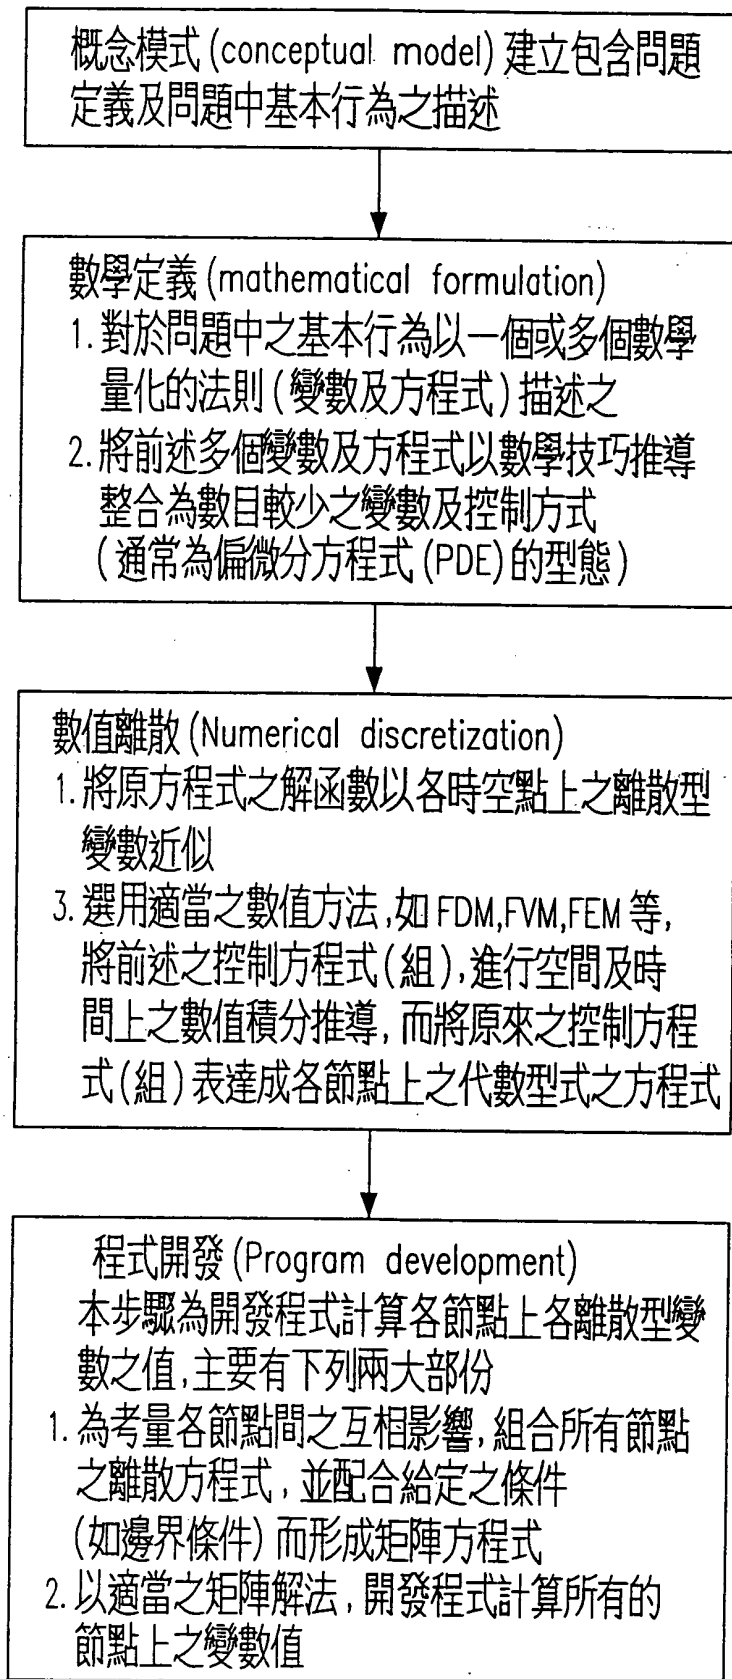 概念模式(conceptual model)建立包含問題
定義及問題中基本行為之描述
數學定義(mathematical formulation)
1.對於問題中之基本行為以一個或多個數學
量化的法則(變數及方程式)描述之
2.將前述多個變數及方程式以數學技巧推導
整合為數目較少之變數及控制方式
(通常為偏微分方程式(PDE)的型態)
數值離散(Numerical discretization)
1.將原方程式之解函數以各時空點上之離散型
變數近似
3.選用適當之數值方法,如FDM,FVM,FEM等,
將前述之控制方程式(組),進行空間及時
間上之數值積分推導,而將原來之控制方程
式(組)表達成各節點上之代數型式之方程式
程式開發(Program development)
本步驟為開發程式計算各節點上各離散型變
數之值,主要有下列兩大部份
1.為考量各節點間之互相影響,組合所有節點
之離散方程式,並配合給定之條件
(如邊界條件)而形成矩陣方程式
2.以適當之矩陣解法,開發程式計算所有的
節點上之變數值